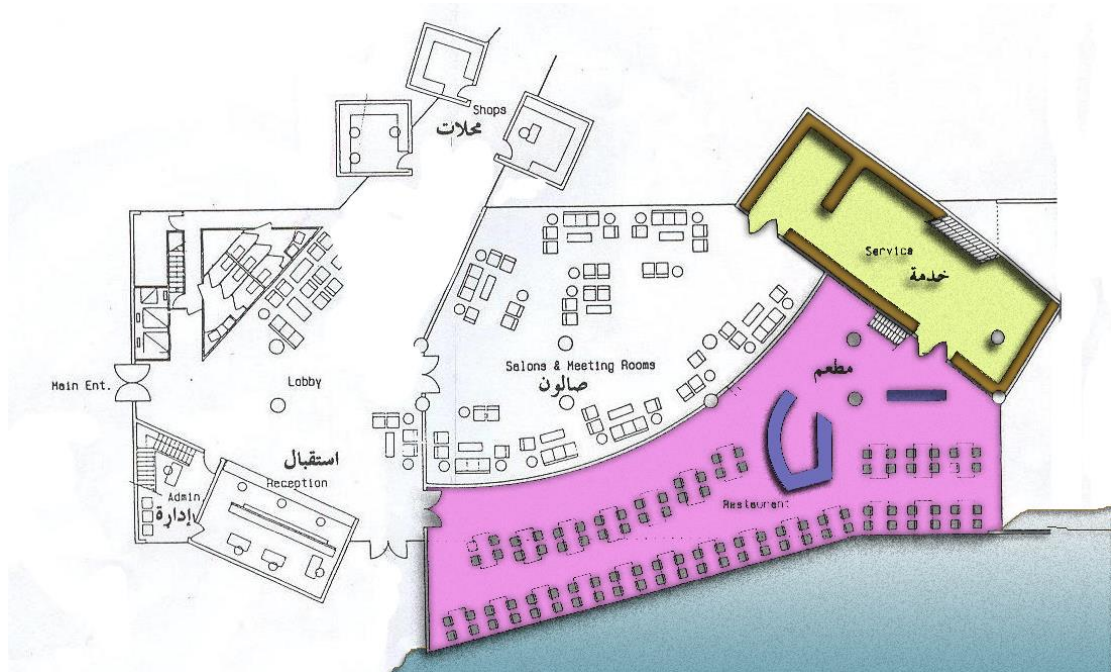 Shops
محلات
Service
خدمة
مطعم
Salons & Meeting Rooms
صالون
Main Ent.
Lobby
استقبال
Reception
Admin.
إدارة
Restaurant